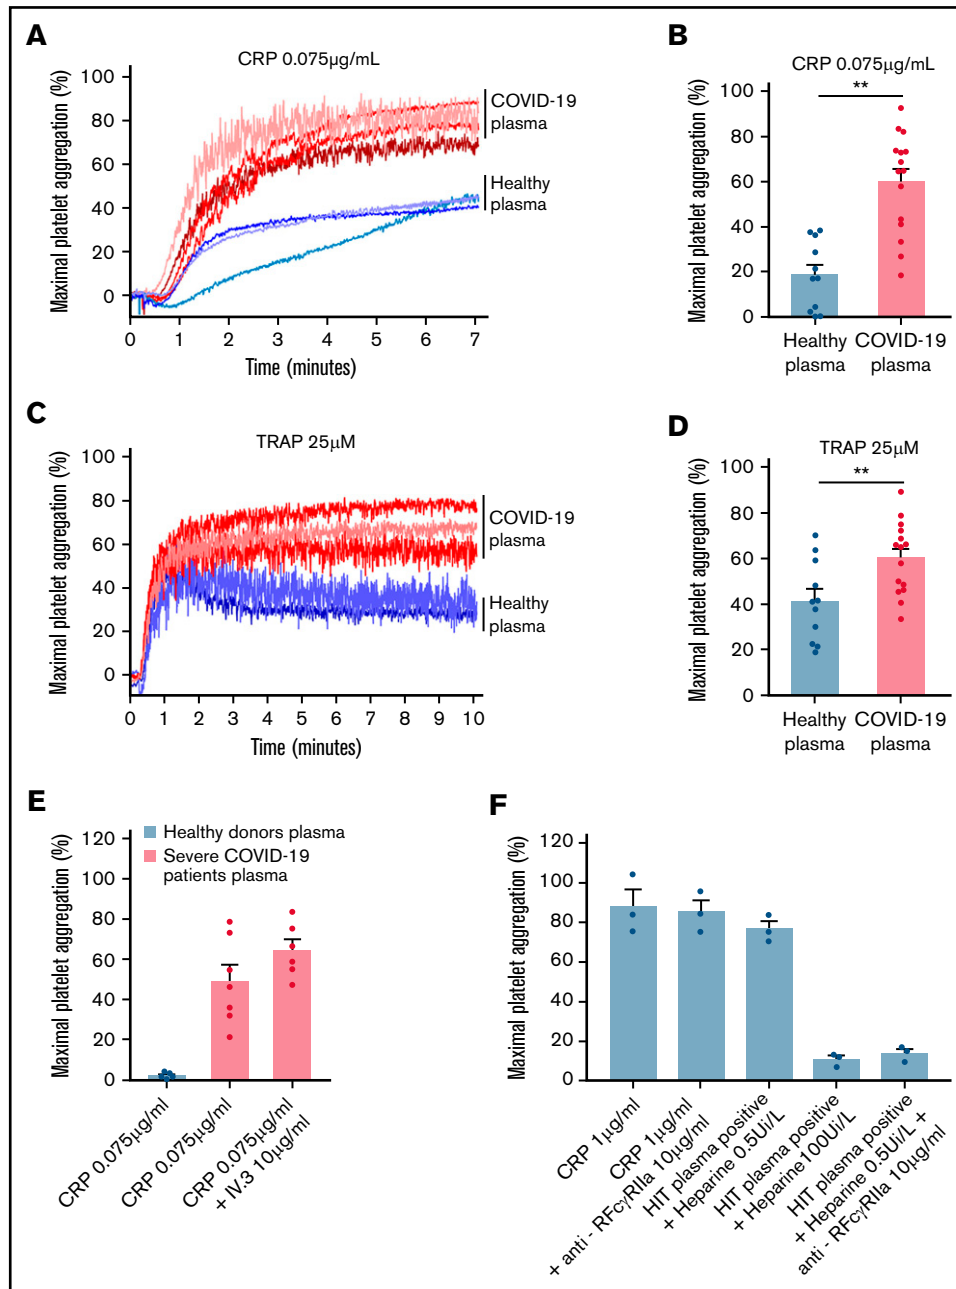 A
CRP 0.075µg/mL
Maximal platelet aggregation (%)
100
80
60
40
20
0
COVID-19
plasma
Healthy
plasma
0 1 2 3 4 5 6 7
Time (minutes)
B
CRP 0.075µg/mL
**
Maximal platelet aggregation (%)
100
80
60
40
20
0
Healthy
plasma
COVID-19
plasma
C
TRAP 25µM
Maximal platelet aggregation (%)
100
80
60
40
20
0
COVID-19
plasma
Healthy
plasma
0 1 2 3 4 5 6 7 8 9 10
Time (minutes)
D
TRAP 25µM
**
Maximal platelet aggregation (%)
100
80
60
40
20
0
Healthy
plasma
COVID-19
plasma
E
Healthy donors plasma
Severe COVID-19
patients plasma
Maximal platelet aggregation (%)
120
100
80
60
40
20
0
CRP 0.075µg/ml
CRP 0.075µg/ml
CRP 0.075µg/ml
+ IV.3 10µg/ml
F
Maximal platelet aggregation (%)
120
100
80
60
40
20
0
CRP 1µg/ml
CRP 1µg/ml
+ anti - RFcγRIIa 10µg/ml
HIT plasma positive
+ Heparine 0.5Ui/L
HIT plasma positive
+ Heparine 100Ui/L
HIT plasma positive
+ Heparine 0.5Ui/L +
anti - RFcγRIIa 10µg/ml